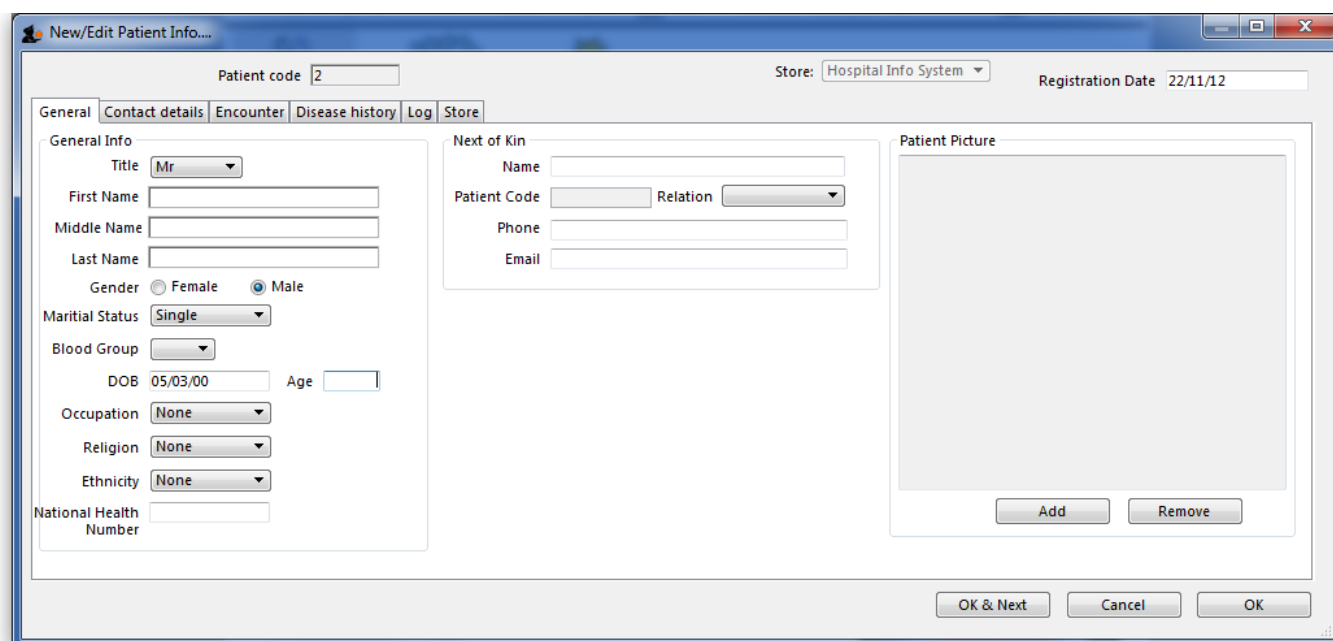 New/Edit Patient Info....
Patient code 2 Store: Hospital Info System Registration Date 22/11/12
General Contact details Encounter Disease history Log Store
General Info Next of Kin Patient Picture
Title Mr Name
First Name Patient Code Relation
Middle Name Phone
Last Name Email
Gender Female Male
Maritial Status Single
Blood Group
DOB 05/03/00 Age
Occupation None
Religion None
Ethnicity None
National Health
Number
Add Remove
OK & Next Cancel OK